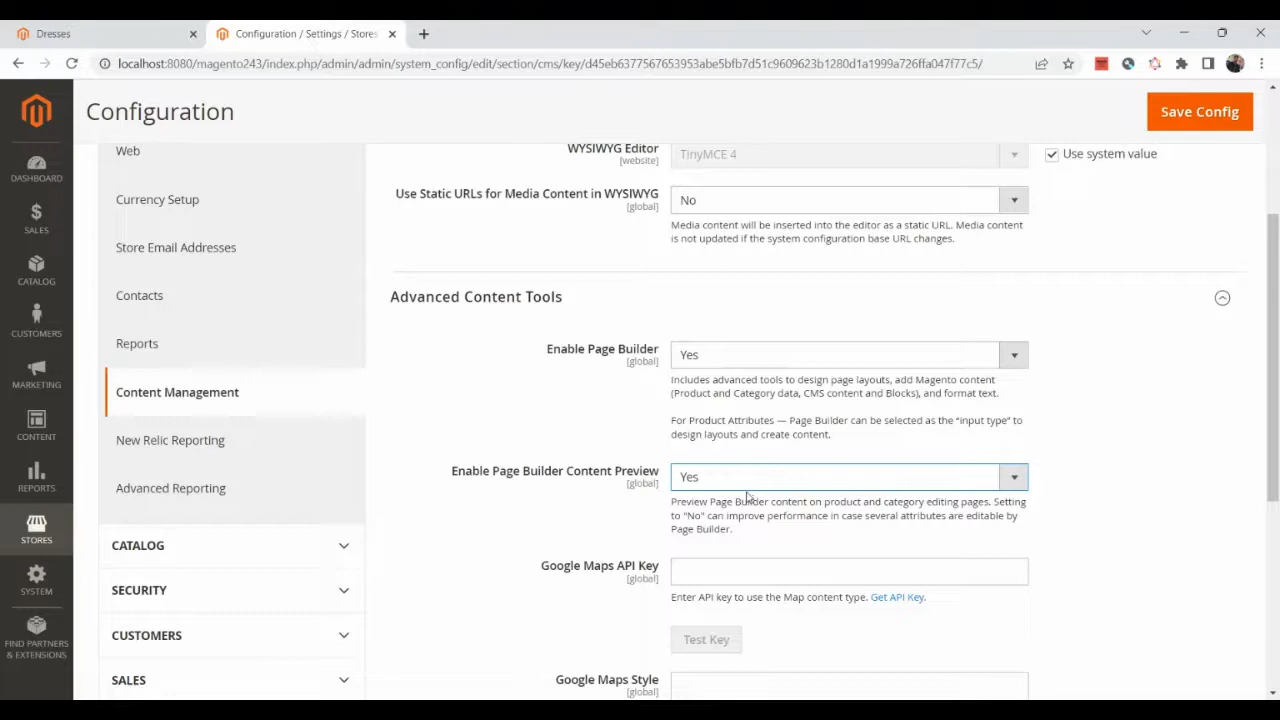 Dresses
Configuration / Settings / Stores
localhost:8080/magento243/index.php/admin/admin/system_config/edit/section/cms/key/d45eb6377567653953abe5bfb7d51c9609623b1280d1a1999a726ffa047f77c5/
Configuration
Save Config
DASHBOARD
SALES
CATALOG
CUSTOMERS
MARKETING
CONTENT
REPORTS
STORES
SYSTEM
FIND PARTNERS
& EXTENSIONS
Web
Currency Setup
Store Email Addresses
Contacts
Reports
Content Management
New Relic Reporting
Advanced Reporting
CATALOG
SECURITY
CUSTOMERS
SALES
WYSIWYG Editor
[website]
TinyMCE 4
Use system value
Use Static URLs for Media Content in WYSIWYG
[global]
No
Media content will be inserted into the editor as a static URL. Media content
is not updated if the system configuration base URL changes.
Advanced Content Tools
Enable Page Builder
[global]
Yes
Includes advanced tools to design page layouts, add Magento content
(Product and Category data, CMS content and Blocks), and format text.
For Product Attributes — Page Builder can be selected as the “input type” to
design layouts and create content.
Enable Page Builder Content Preview
[global]
Yes
Preview Page Builder content on product and category editing pages. Setting
to "No" can improve performance in case several attributes are editable by
Page Builder.
Google Maps API Key
[global]
Enter API key to use the Map content type. Get API Key.
Test Key
Google Maps Style
[global]